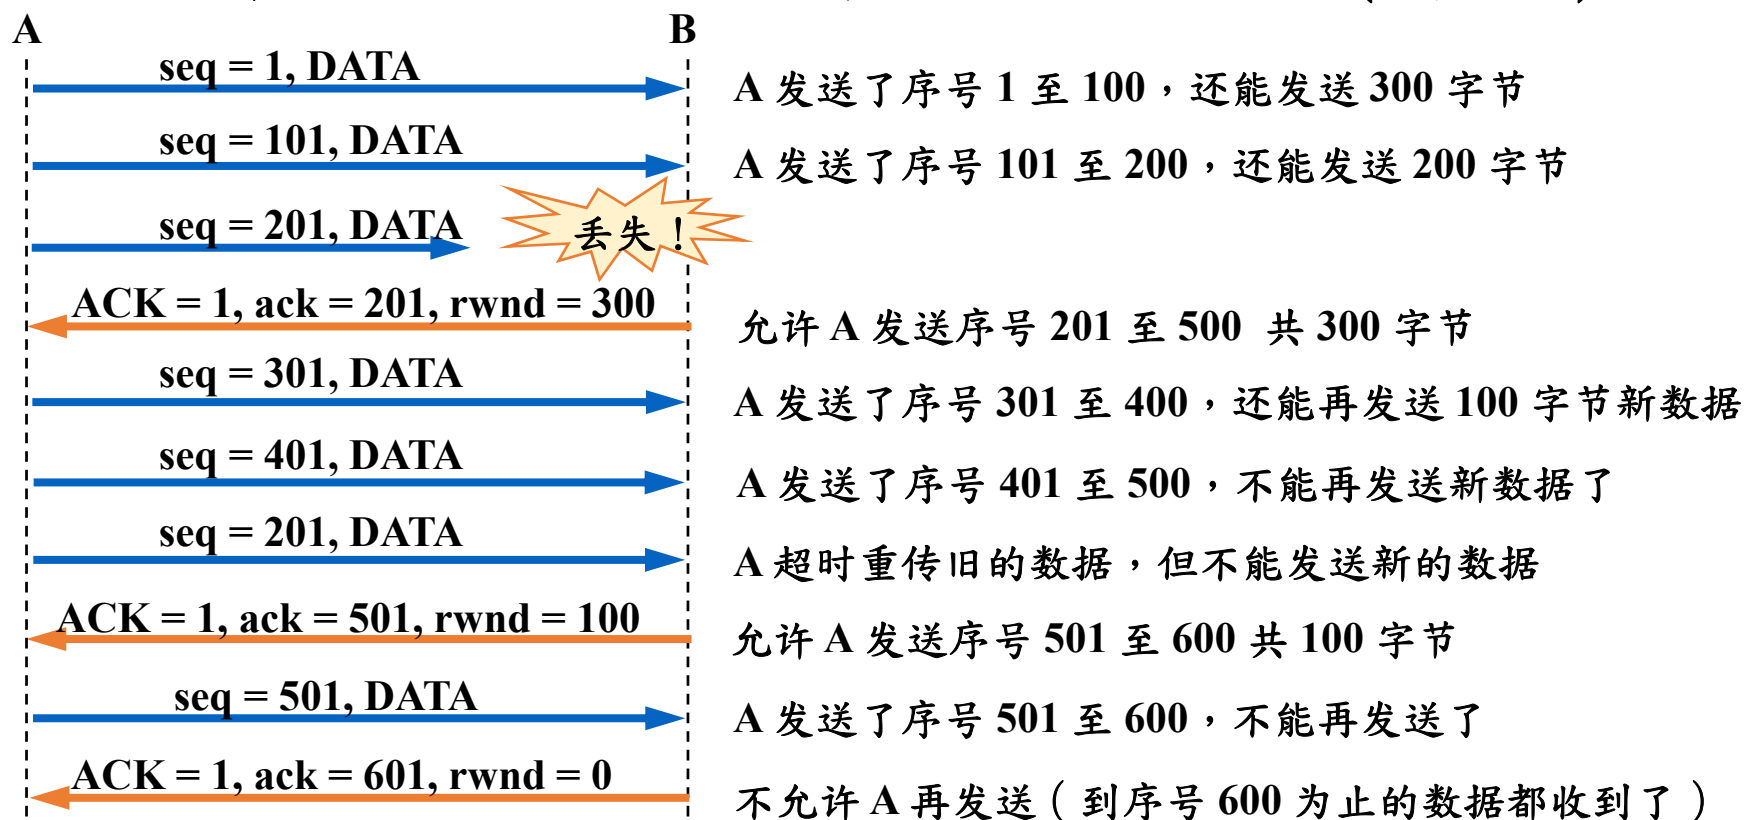 A
B
seq = 1, DATA
A 发送了序号 1 至 100，还能发送 300 字节
seq = 101, DATA
A 发送了序号 101 至 200，还能发送 200 字节
seq = 201, DATA
丢失！
ACK = 1, ack = 201, rwnd = 300
允许 A 发送序号 201 至 500 共 300 字节
seq = 301, DATA
A 发送了序号 301 至 400，还能再发送 100 字节新数据
seq = 401, DATA
A 发送了序号 401 至 500，不能再发送新数据了
seq = 201, DATA
A 超时重传旧的数据，但不能发送新的数据
ACK = 1, ack = 501, rwnd = 100
允许 A 发送序号 501 至 600 共 100 字节
seq = 501, DATA
A 发送了序号 501 至 600，不能再发送了
ACK = 1, ack = 601, rwnd = 0
不允许 A 再发送（到序号 600 为止的数据都收到了）